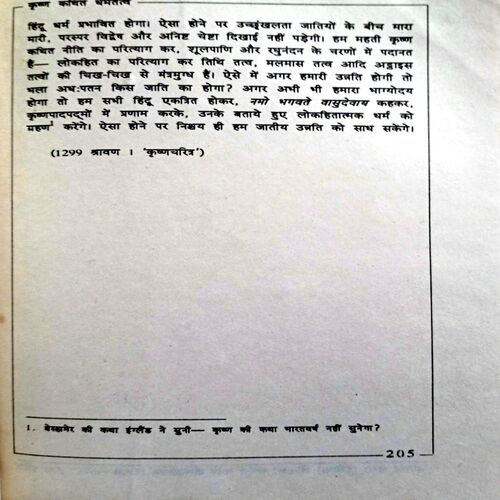 कृष्ण कथित धर्मतत्व
हिंदू धर्म प्रभावित होगा। ऐसा होने पर उच्छृंखलता जातियों के बीच मारा
मारी, परस्पर विद्वेष और अनिष्ट चेष्टा दिखाई नहीं पड़ेगी। हम महती कृष्ण
कथित नीति का परित्याग कर, शूलपाणि और रघुनंदन के चरणों में पदानत
हैं— लोकहित का परित्याग कर तिथि तत्व, मलमास तत्व आदि अट्ठाइस
तत्वों की चिख-चिख से मंत्रमुग्ध हैं। ऐसे में अगर हमारी उन्नति होगी तो
भला अध:पतन किस जाति का होगा? अगर अभी भी हमारा भाग्योदय
होगा तो हम सभी हिंदू एकत्रित होकर, नमो भगवते वासुदेवाय कहकर,
कृष्णपादपद्मों में प्रणाम करके, उनके बताये हुए लोकहितात्मक धर्म को
ग्रहण¹ करेंगे। ऐसा होने पर निश्चय ही हम जातीय उन्नति को साध सकेंगे।
(1299 श्रावण । 'कृष्णचरित्र')
1. की कथा इंग्लैंड ने सुनी— कृष्ण की कथा भारतवर्ष नहीं सुनेगा?
205